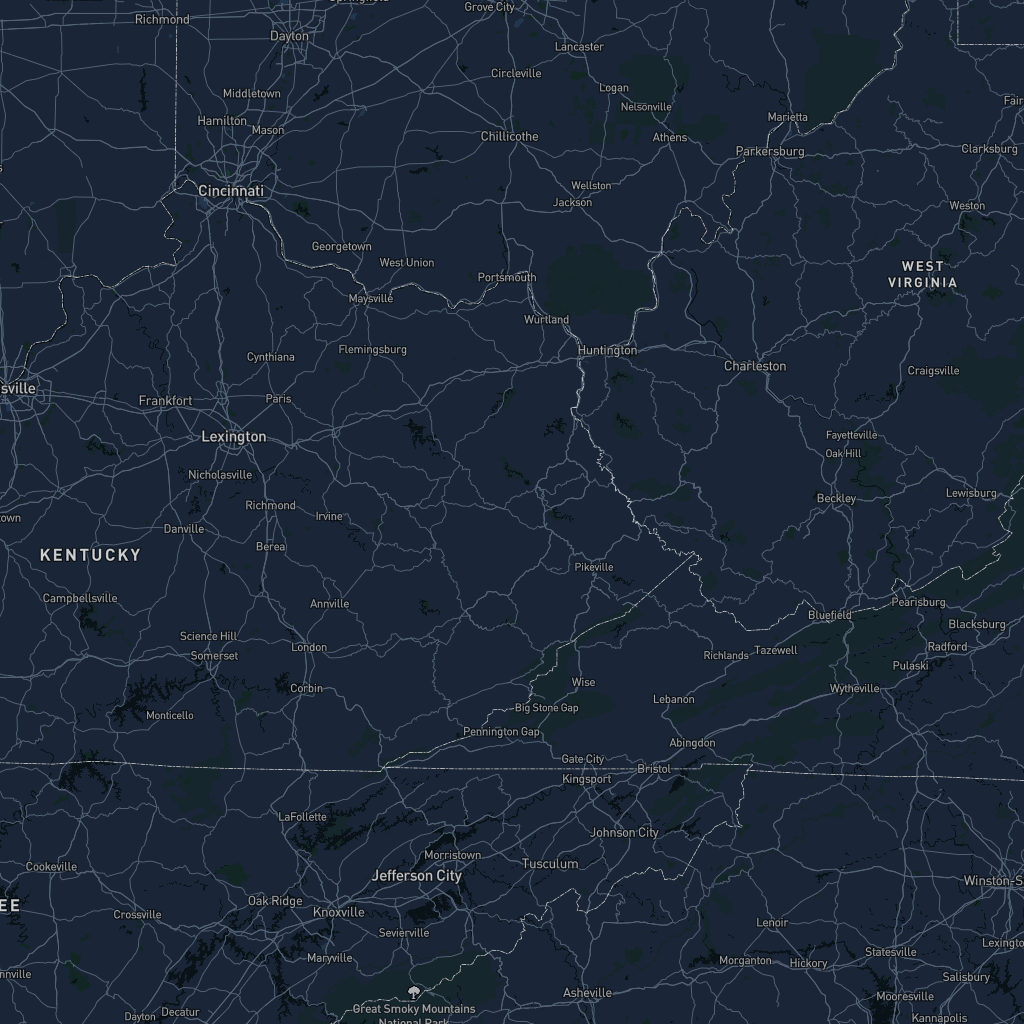 Springfield
Grove City
Richmond
Dayton
Lancaster
Circleville
Logan
Middletown
Nelsonville
Fair
Hamilton
Mason
Marietta
Chillicothe
Athens
Clarksburg
Parkersburg
Cincinnati
Wellston
Jackson
Weston
Georgetown
West Union
WEST
VIRGINIA
Portsmouth
Maysville
Wurtland
Flemingsburg
Huntington
Cynthiana
Charleston
Craigsville
sville
Frankfort
Paris
Lexington
Fayetteville
Oak Hill
Nicholasville
Beckley
Lewisburg
Richmond
Irvine
town
Danville
Berea
KENTUCKY
Pikeville
Campbellsville
Annville
Pearisburg
Bluefield
Blacksburg
Science Hill
London
Somerset
Richlands
Tazewell
Radford
Pulaski
Corbin
Wise
Wytheville
Lebanon
Big Stone Gap
Monticello
Pennington Gap
Abingdon
Gate City
Bristol
Kingsport
LaFollette
Johnson City
Morristown
Tusculum
Cookeville
Jefferson City
Winston-S
EE
Oak Ridge
Crossville
Knoxville
Lenoir
Sevierville
Lexingto
Statesville
Maryville
Morganton
Hickory
nnville
Salisbury
Asheville
Mooresville
Great Smoky Mountains
National Park
Dayton
Decatur
Kannapolis